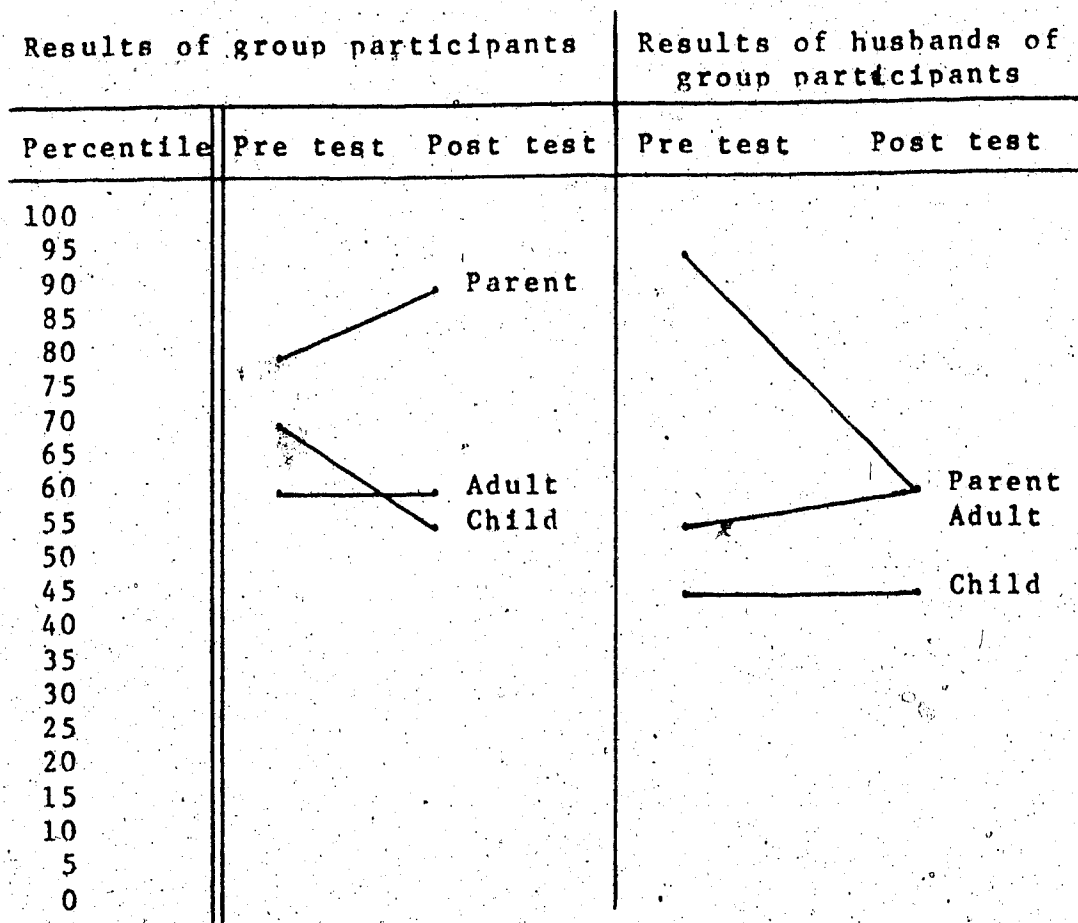 Results of group participants
Results of husbands of
group participants
Percentile Pre test Post test Pre test Post test
100
95
90 Parent
85
80
75
70
65
60 Adult Parent
55 Child Adult
50
45 Child
40
35
30
25
20
15
10
5
0